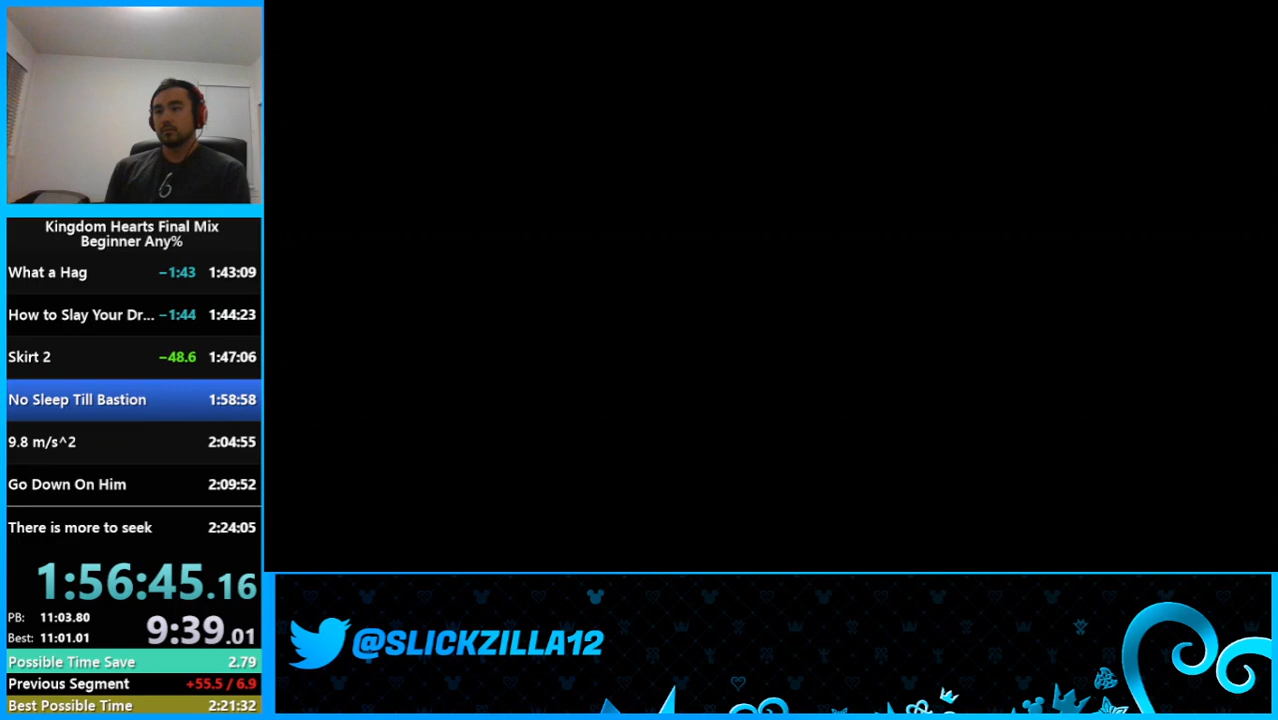 Kingdom Hearts Final Mix
Beginner Any%
What a Hag −1:43 1:43:09
How to Slay Your Dr... −1:44 1:44:23
Skirt 2 −48.6 1:47:06
No Sleep Till Bastion 1:58:58
9.8 m/s^2 2:04:55
Go Down On Him 2:09:52
There is more to seek 2:24:05
1:56:45.16
PB: 11:03.80
Best: 11:01.01
9:39.01
Possible Time Save 2.79
Previous Segment +55.5 / 6.9
Best Possible Time 2:21:32
@SLICKZILLA12